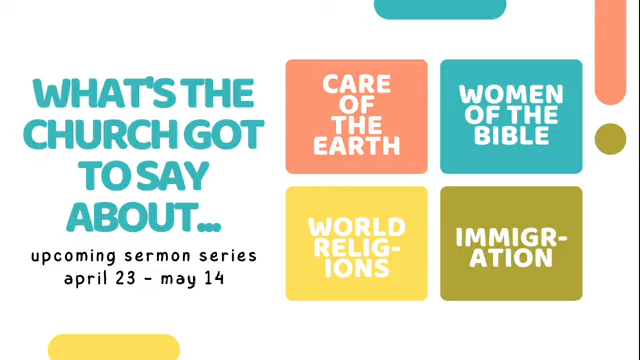 WHAT'S THE
CHURCH GOT
TO SAY
ABOUT...
upcoming sermon series
april 23 - may 14
CARE
OF
THE
EARTH
WOMEN
OF THE
BIBLE
WORLD
RELIG-
IONS
IMMIGR-
ATION